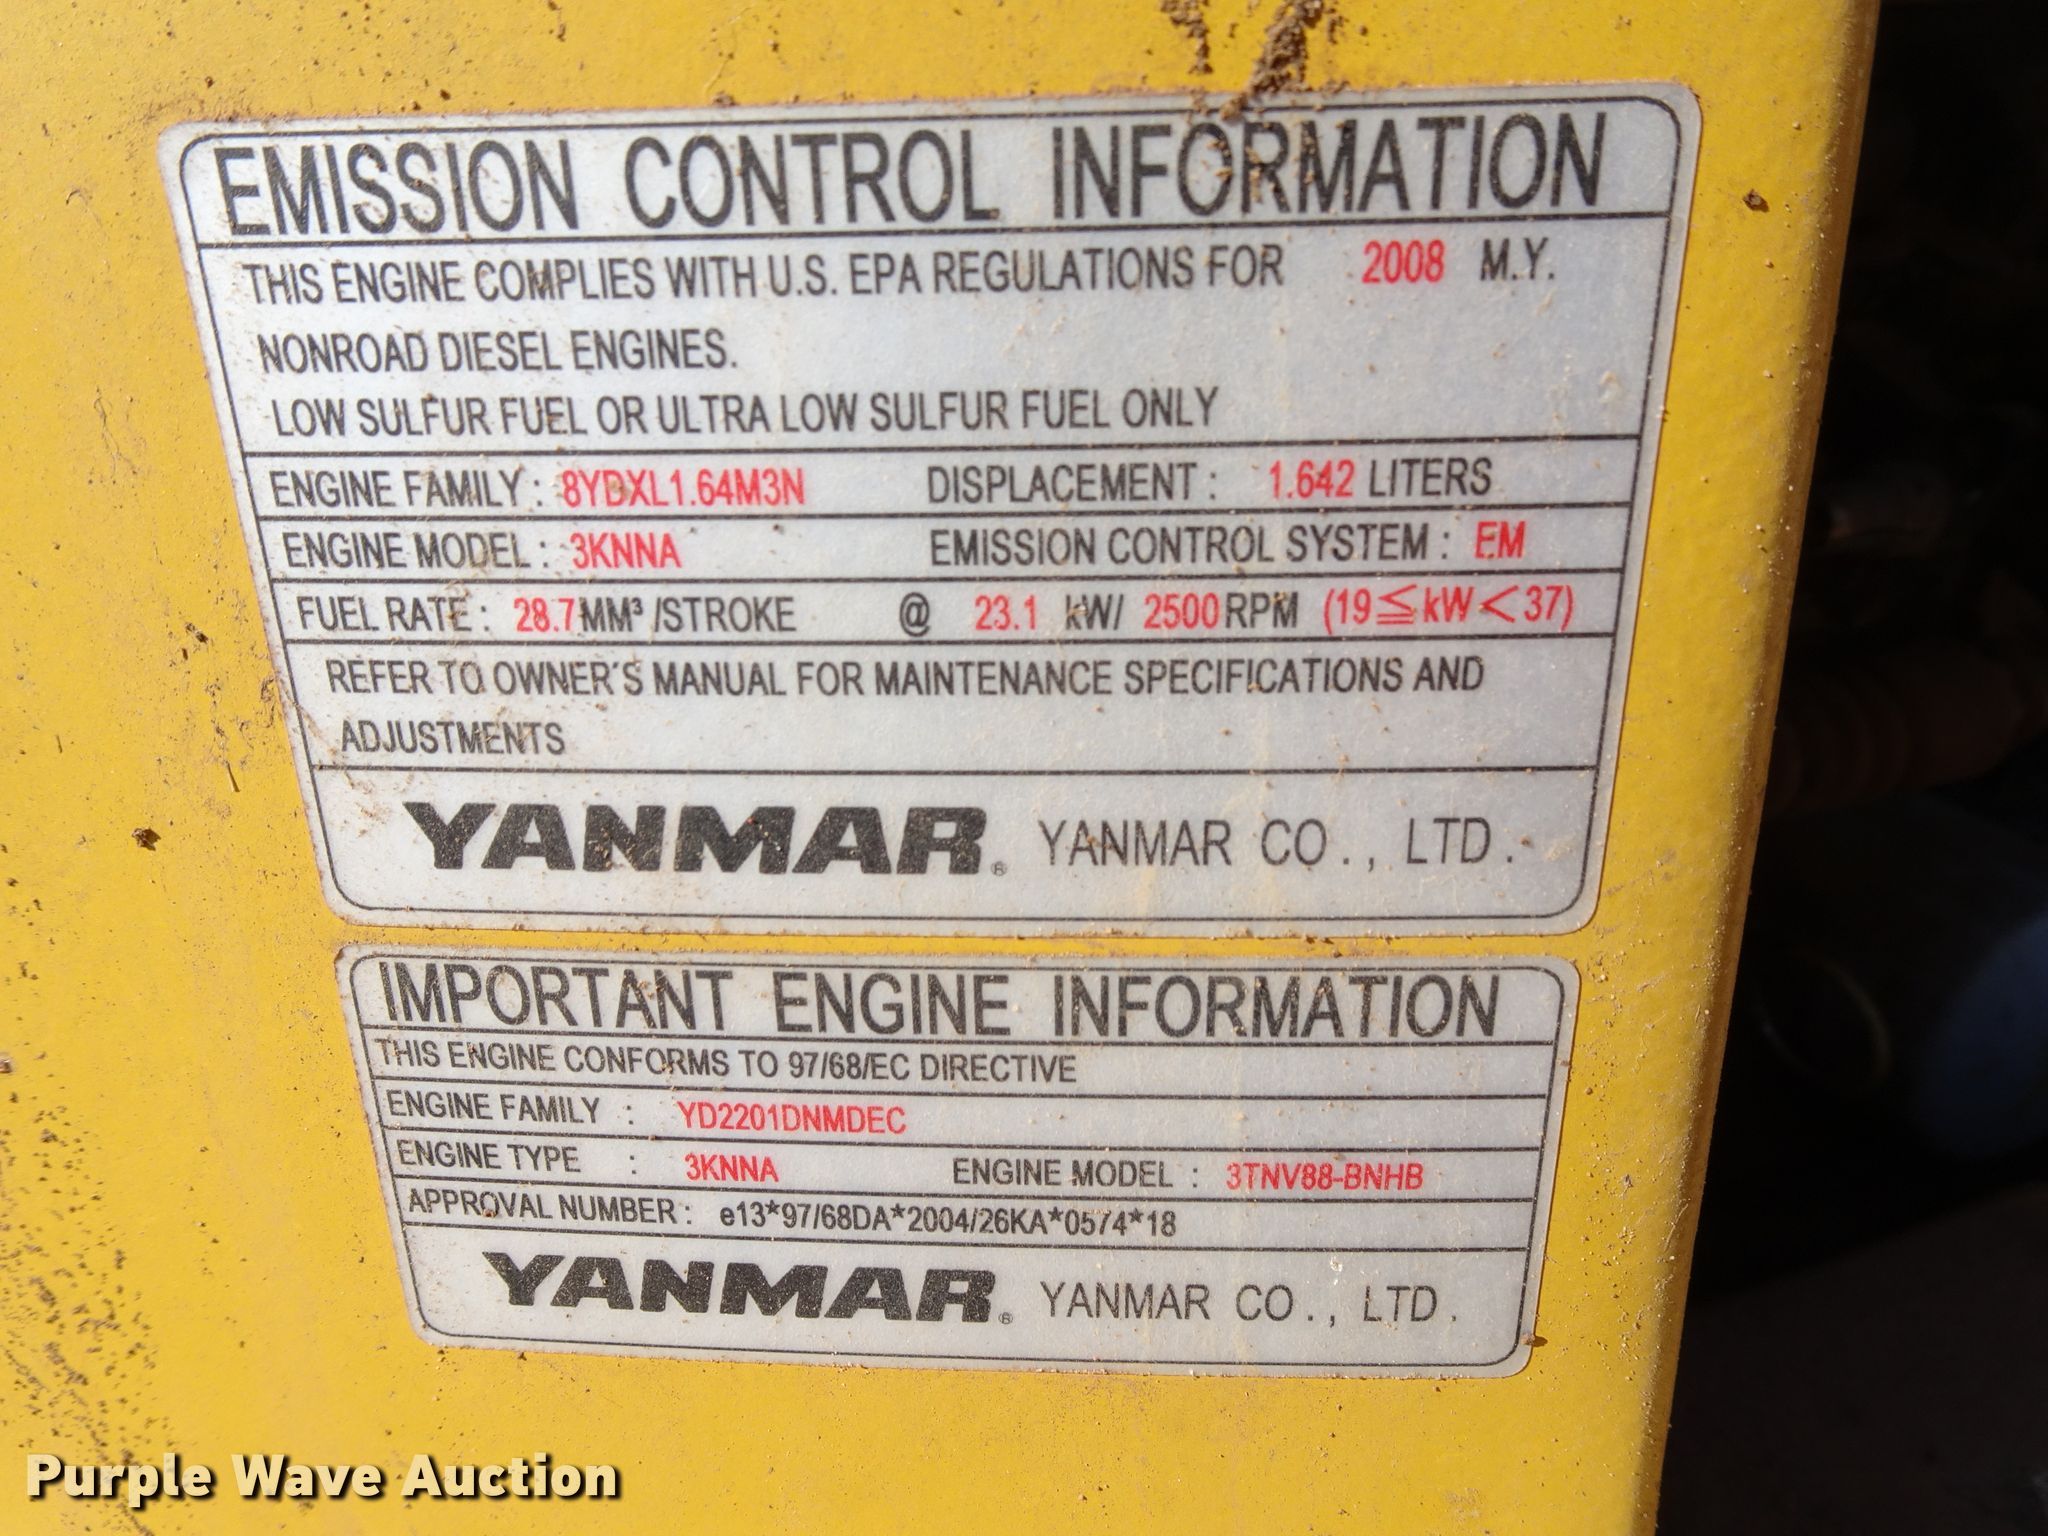 EMISSION CONTROL INFORMATION
THIS ENGINE COMPLIES WITH U.S. EPA REGULATIONS FOR 2008 M.Y.
NONROAD DIESEL ENGINES.
LOW SULFUR FUEL OR ULTRA LOW SULFUR FUEL ONLY
ENGINE FAMILY : 8YDXL1.64M3N DISPLACEMENT : 1.642 LITERS
ENGINE MODEL : 3KNNA EMISSION CONTROL SYSTEM : EM
FUEL RATE : 28.7 MM³ /STROKE @ 23.1 kW/ 2500 RPM (19≦kW<37)
REFER TO OWNER'S MANUAL FOR MAINTENANCE SPECIFICATIONS AND
ADJUSTMENTS
YANMAR® YANMAR CO., LTD.
IMPORTANT ENGINE INFORMATION
THIS ENGINE CONFORMS TO 97/68/EC DIRECTIVE
ENGINE FAMILY : YD2201DNMDEC
ENGINE TYPE : 3KNNA ENGINE MODEL : 3TNV88-BNHB
APPROVAL NUMBER : e13*97/68DA*2004/26KA*0574*18
YANMAR® YANMAR CO., LTD.
Purple Wave Auction